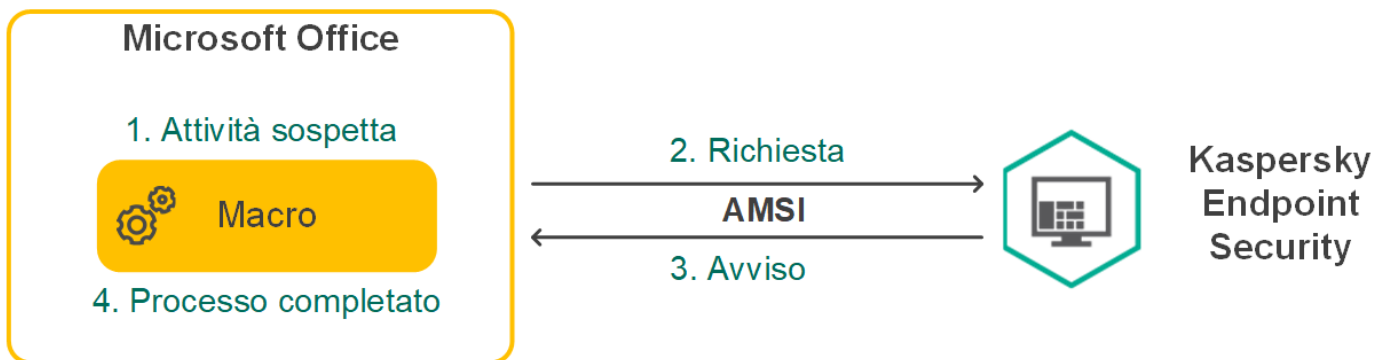 Microsoft Office
1. Attività sospetta
Macro
4. Processo completato
2. Richiesta
AMSI
3. Avviso
Kaspersky
Endpoint
Security